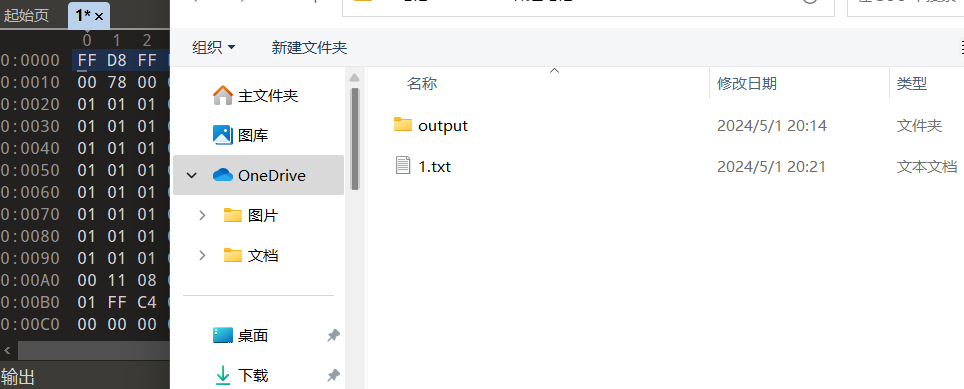 起始页 1* ×
0 1 2
0:0000 FF D8 FF
0:0010 00 78 00
0:0020 01 01 01
0:0030 01 01 01
0:0040 01 01 01
0:0050 01 01 01
0:0060 01 01 01
0:0070 01 01 01
0:0080 01 01 01
0:0090 01 01 01
0:00A0 00 11 08
0:00B0 01 FF C4
0:00C0 00 00 00
输出
组织 新建文件夹
主文件夹
图库
OneDrive
图片
文档
桌面
下载
名称 修改日期 类型
output 2024/5/1 20:14 文件夹
1.txt 2024/5/1 20:21 文本文档